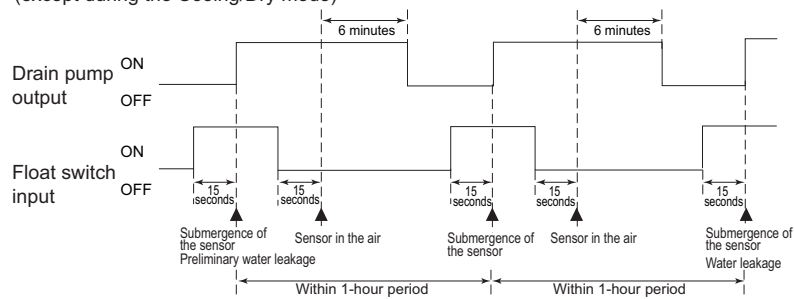 (except during the Cooling/Dry mode)
6 minutes
6 minutes
Drain pump
output
ON
OFF
Float switch
input
ON
OFF
15
seconds
15
seconds
15
seconds
15
seconds
15
seconds
Submergence of
the sensor
Preliminary water leakage
Sensor in the air
Submergence of
the sensor
Sensor in the air
Submergence of
the sensor
Water leakage
Within 1-hour period
Within 1-hour period